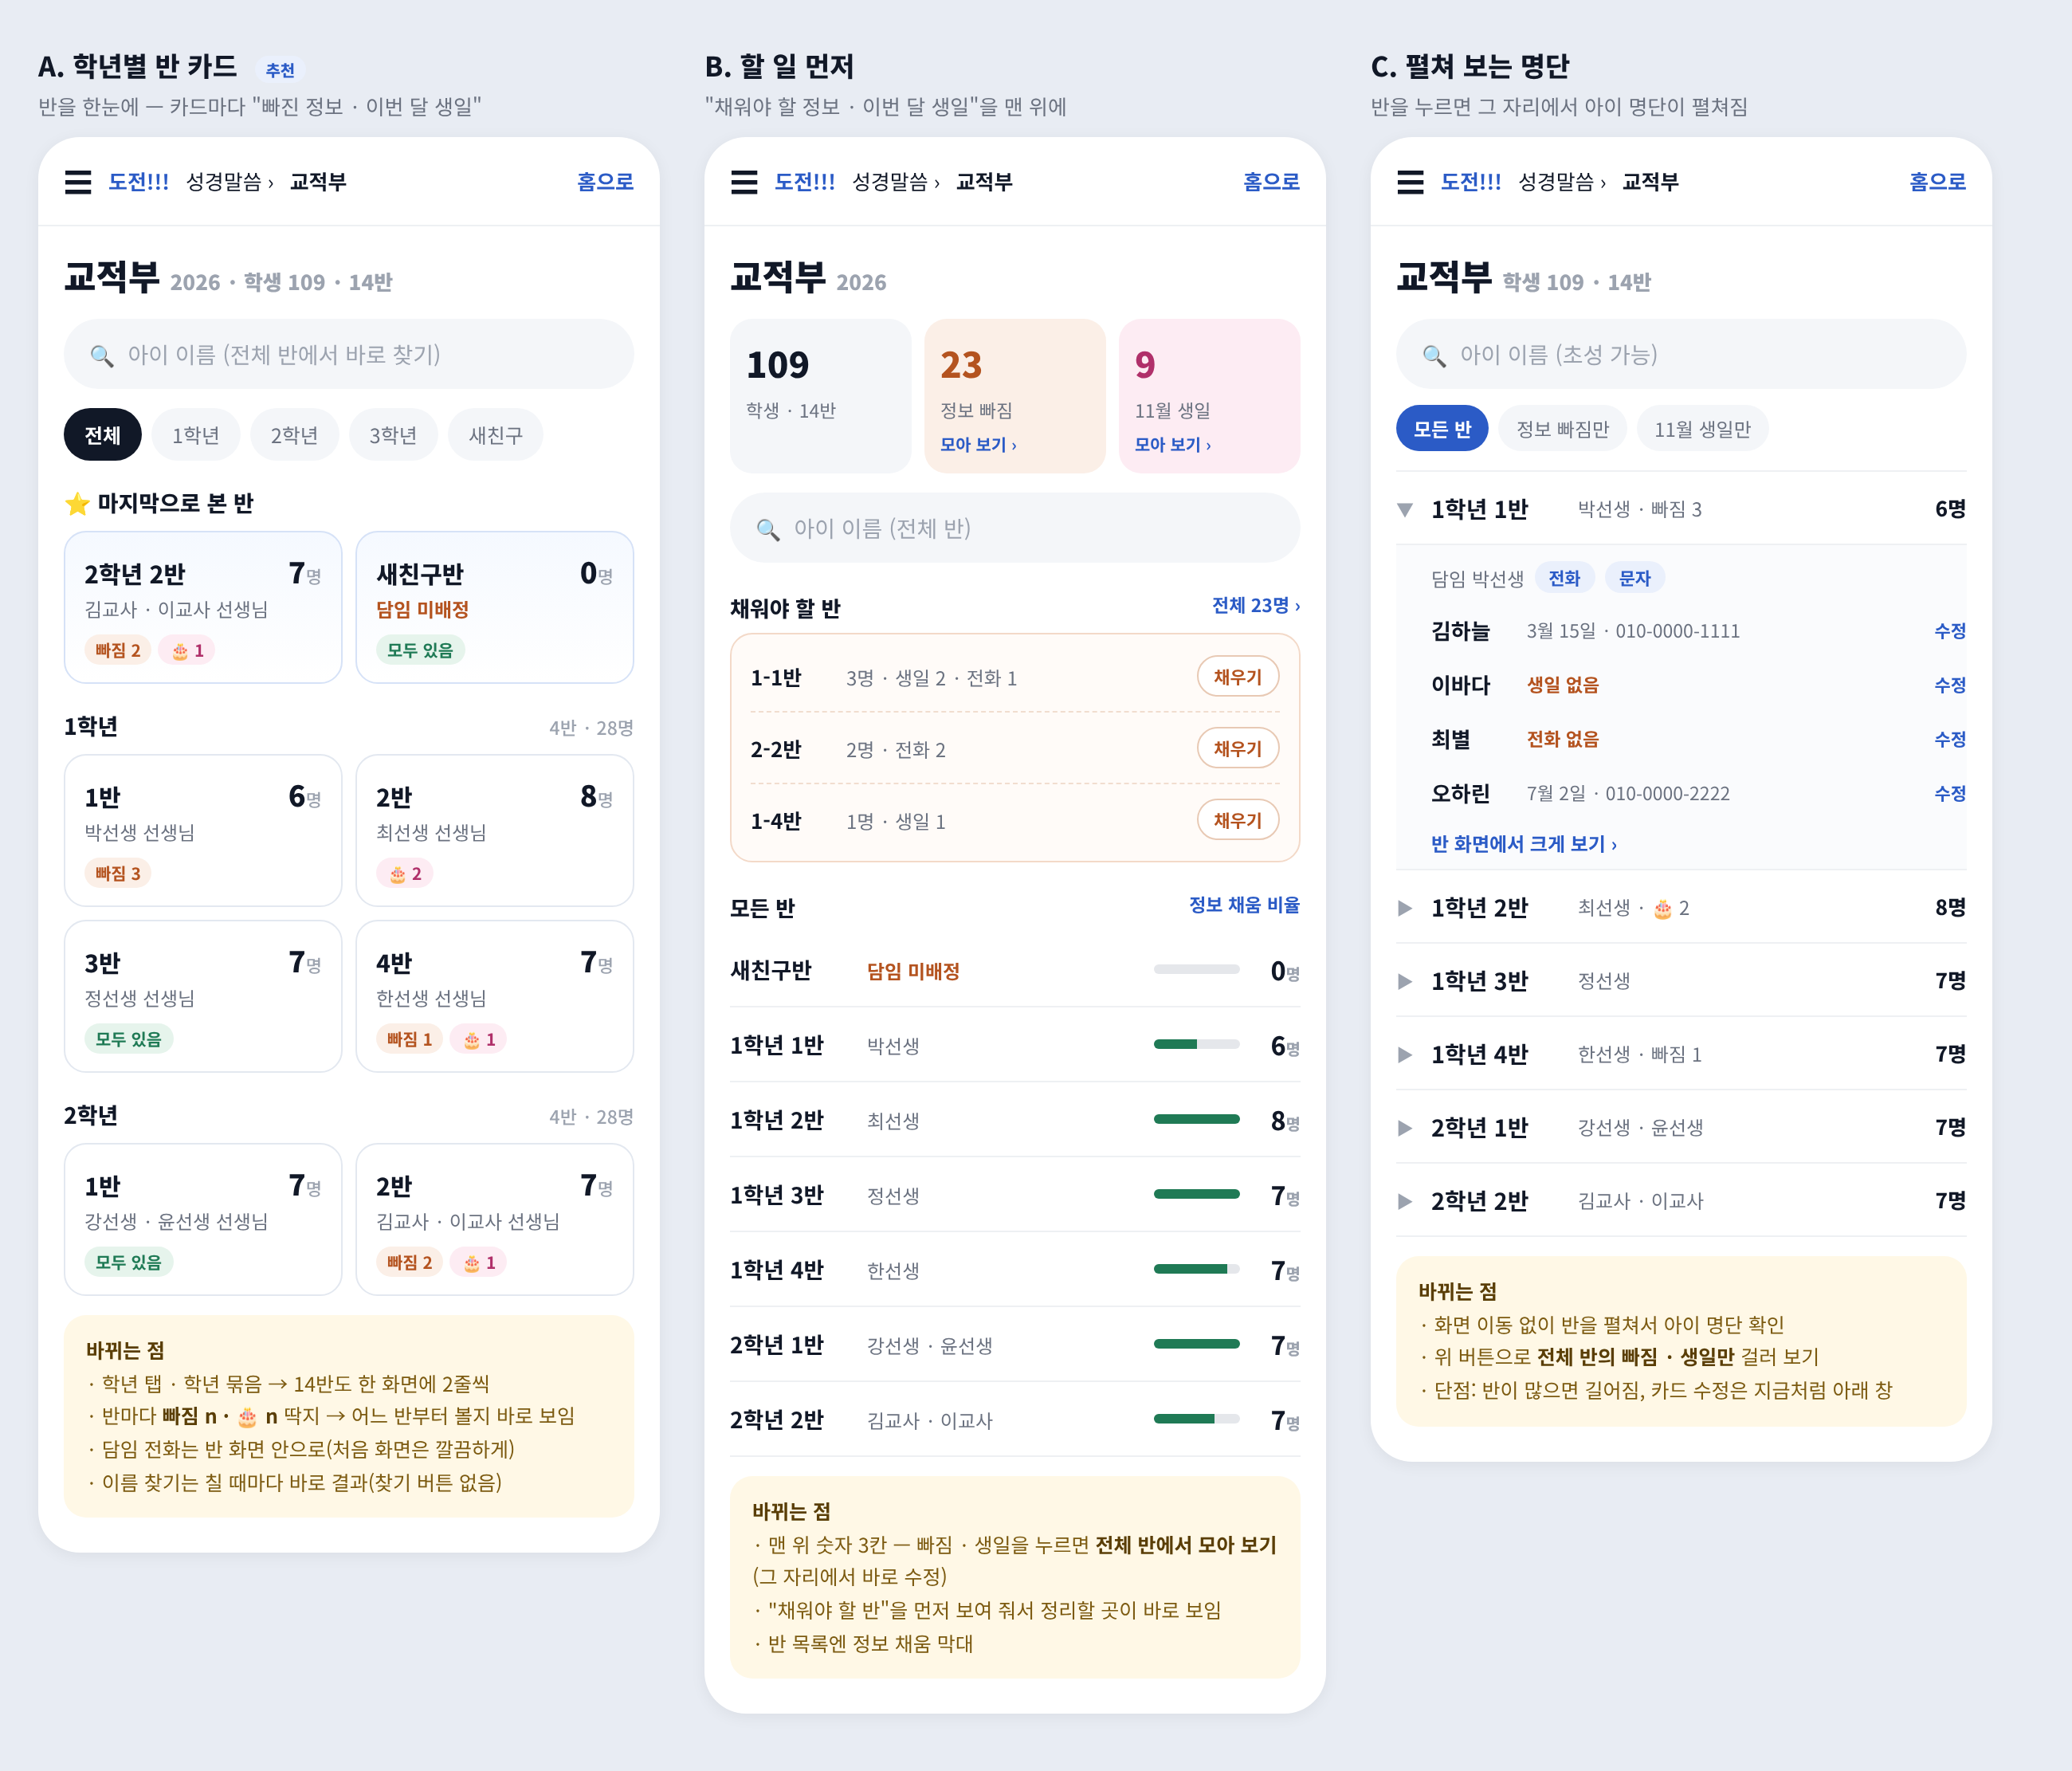 A. 학년별 반 카드 추천
반을 한눈에 — 카드마다 "빠진 정보 · 이번 달 생일"
☰ 도전!!! 성경말씀 › 교적부 홈으로
교적부 2026 · 학생 109 · 14반
🔍 아이 이름 (전체 반에서 바로 찾기)
전체 1학년 2학년 3학년 새친구
⭐ 마지막으로 본 반
2학년 2반 7명
김교사 · 이교사 선생님
빠짐 2 🎂 1
새친구반 0명
담임 미배정
모두 있음
1학년 4반 · 28명
1반 6명
박선생 선생님
빠짐 3
2반 8명
최선생 선생님
🎂 2
3반 7명
정선생 선생님
모두 있음
4반 7명
한선생 선생님
빠짐 1 🎂 1
2학년 4반 · 28명
1반 7명
강선생 · 윤선생 선생님
모두 있음
2반 7명
김교사 · 이교사 선생님
빠짐 2 🎂 1
바뀌는 점
· 학년 탭 · 학년 묶음 → 14반도 한 화면에 2줄씩
· 반마다 빠짐 n · 🎂 n 딱지 → 어느 반부터 볼지 바로 보임
· 담임 전화는 반 화면 안으로(처음 화면은 깔끔하게)
· 이름 찾기는 칠 때마다 바로 결과(찾기 버튼 없음)
B. 할 일 먼저
"채워야 할 정보 · 이번 달 생일"을 맨 위에
☰ 도전!!! 성경말씀 › 교적부 홈으로
교적부 2026
109
학생 · 14반
23
정보 빠짐
모아 보기 ›
9
11월 생일
모아 보기 ›
🔍 아이 이름 (전체 반)
채워야 할 반 전체 23명 ›
1-1반 3명 · 생일 2 · 전화 1 채우기
2-2반 2명 · 전화 2 채우기
1-4반 1명 · 생일 1 채우기
모든 반 정보 채움 비율
새친구반 담임 미배정 0명
1학년 1반 박선생 6명
1학년 2반 최선생 8명
1학년 3반 정선생 7명
1학년 4반 한선생 7명
2학년 1반 강선생 · 윤선생 7명
2학년 2반 김교사 · 이교사 7명
바뀌는 점
· 맨 위 숫자 3칸 — 빠짐 · 생일을 누르면 전체 반에서 모아 보기
(그 자리에서 바로 수정)
· "채워야 할 반"을 먼저 보여 줘서 정리할 곳이 바로 보임
· 반 목록엔 정보 채움 막대
C. 펼쳐 보는 명단
반을 누르면 그 자리에서 아이 명단이 펼쳐짐
☰ 도전!!! 성경말씀 › 교적부 홈으로
교적부 학생 109 · 14반
🔍 아이 이름 (초성 가능)
모든 반 정보 빠짐만 11월 생일만
▼ 1학년 1반 박선생 · 빠짐 3 6명
담임 박선생 전화 문자
김하늘 3월 15일 · 010-0000-1111 수정
이바다 생일 없음 수정
최별 전화 없음 수정
오하린 7월 2일 · 010-0000-2222 수정
반 화면에서 크게 보기 ›
▶ 1학년 2반 최선생 · 🎂 2 8명
▶ 1학년 3반 정선생 7명
▶ 1학년 4반 한선생 · 빠짐 1 7명
▶ 2학년 1반 강선생 · 윤선생 7명
▶ 2학년 2반 김교사 · 이교사 7명
바뀌는 점
· 화면 이동 없이 반을 펼쳐서 아이 명단 확인
· 위 버튼으로 전체 반의 빠짐 · 생일만 걸러 보기
· 단점: 반이 많으면 길어짐, 카드 수정은 지금처럼 아래 창